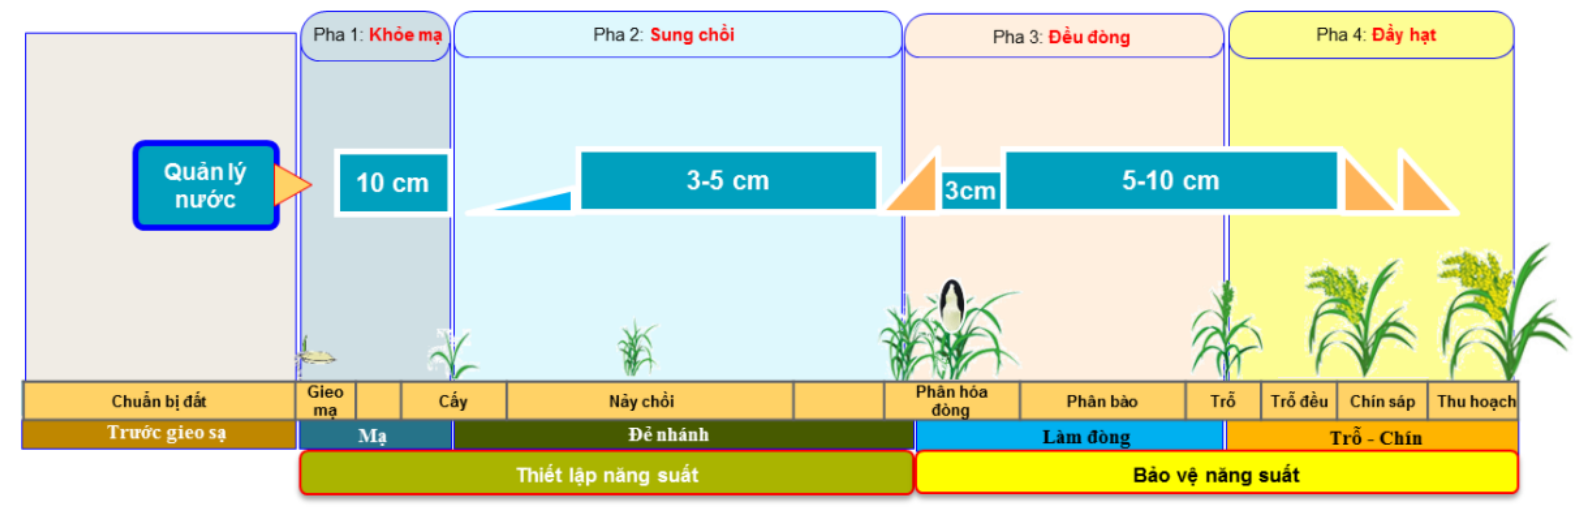 Pha 1: Khỏe mạ
Pha 2: Sung chồi
Pha 3: Đều đòng
Pha 4: Đầy hạt
Quản lý
nước
10 cm
3-5 cm
3cm
5-10 cm
Chuẩn bị đất
Gieo
mạ
Cấy
Nảy chồi
Phân hóa
đòng
Phân bào
Trỗ
Trỗ đều
Chín sáp
Thu hoạch
Trước gieo sạ
Mạ
Đẻ nhánh
Làm đòng
Trỗ - Chín
Thiết lập năng suất
Bảo vệ năng suất